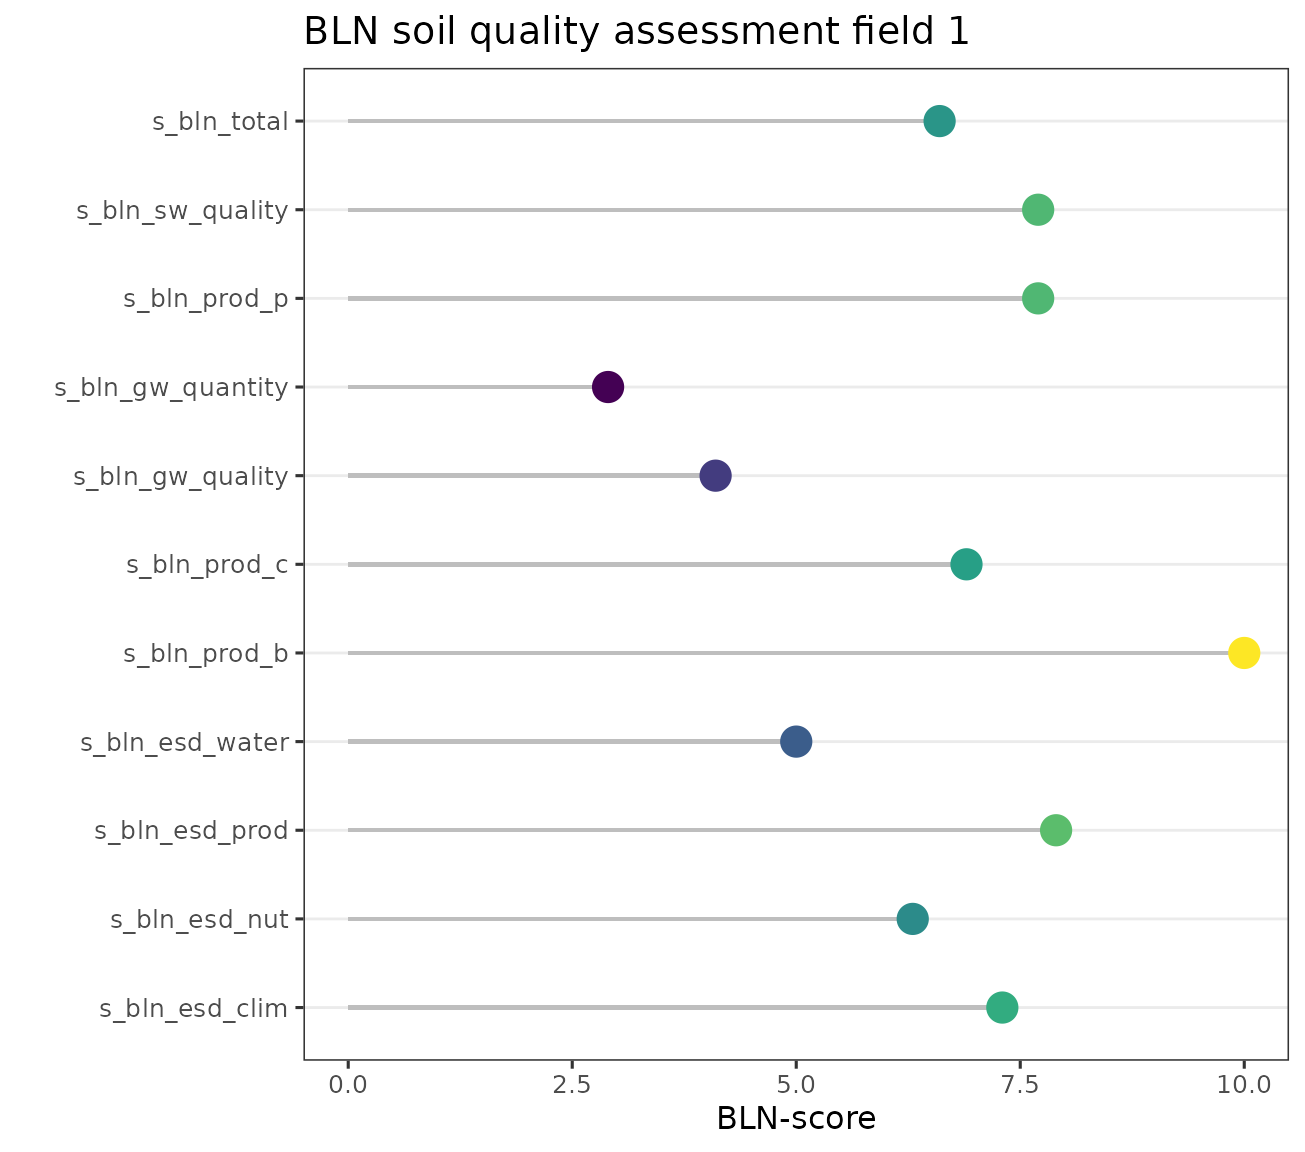 BLN soil quality assessment field 1
s_bln_total
s_bln_sw_quality
s_bln_prod_p
s_bln_gw_quantity
s_bln_gw_quality
s_bln_prod_c
s_bln_prod_b
s_bln_esd_water
s_bln_esd_prod
s_bln_esd_nut
s_bln_esd_clim
0.0 2.5 5.0 7.5 10.0
BLN-score